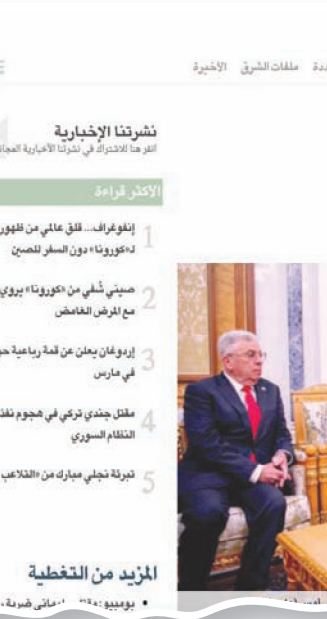 ملفات الشرق الأخيرة
نشرتنا الإخبارية
انقر هنا للاشتراك في نشرتنا الأخبارية
الأكثر قراءة
1 إنفوغراف... قلق عالمي من ظهور
لـ«كورونا» دون السفر للصين
2 صيني شُفي من «كورونا» يروي
مع المرض الغامض
3 إردوغان يعلن عن قمة رباعية
في مارس
4 مقتل جندي تركي في هجوم
النظام السوري
5 تبرئة نجلي مبارك من «التلاعب
المزيد من التغطية